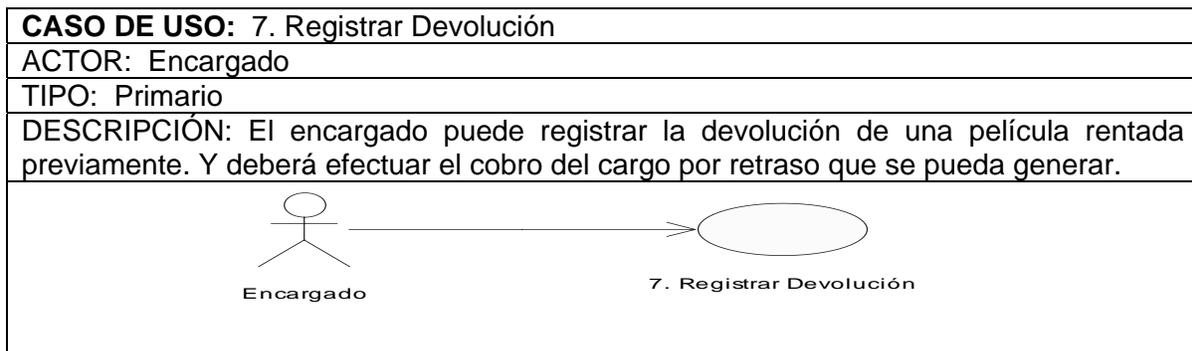 CASO DE USO: 7. Registrar Devolución
ACTOR: Encargado
TIPO: Primario
DESCRIPCIÓN: El encargado puede registrar la devolución de una película rentada
previamente. Y deberá efectuar el cobro del cargo por retraso que se pueda generar.
Encargado
7. Registrar Devolución